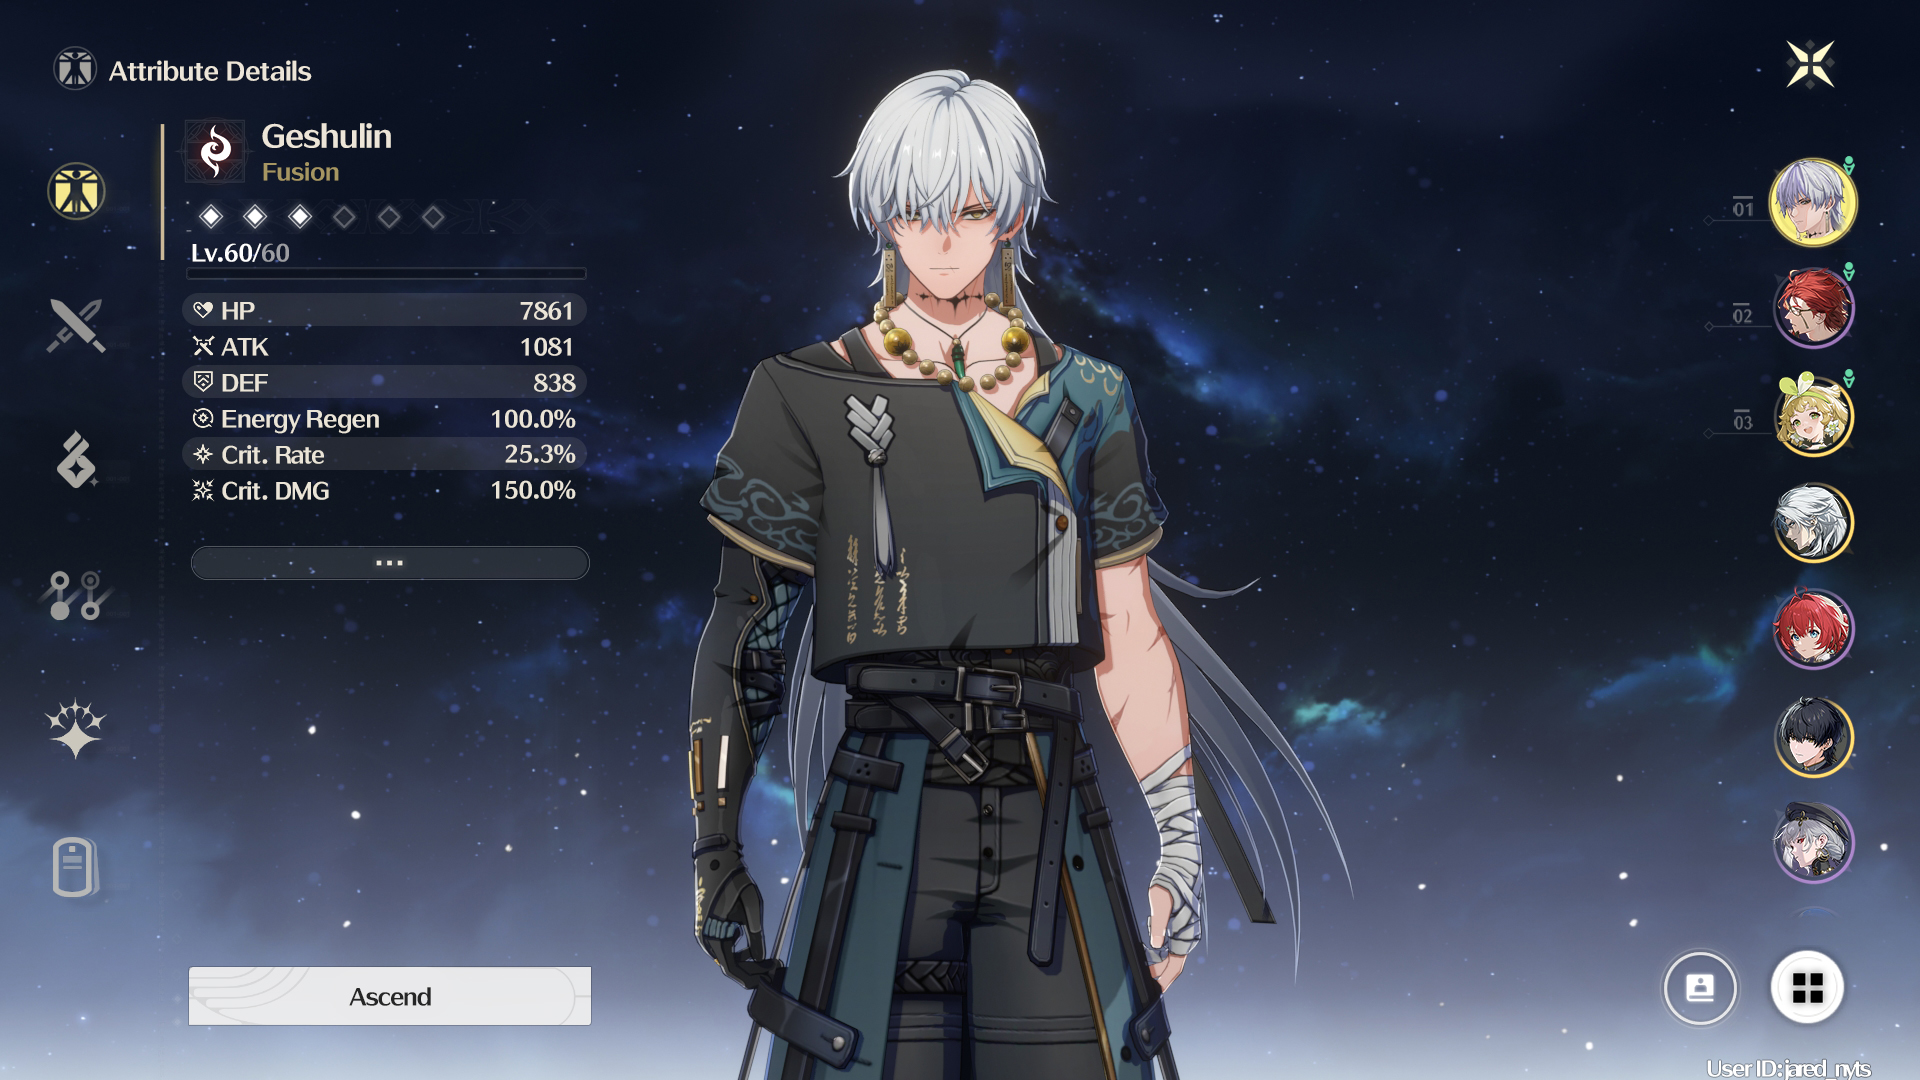 Attribute Details
Geshulin
Fusion
Lv.60/60
HP 7861
ATK 1081
DEF 838
Energy Regen 100.0%
Crit. Rate 25.3%
Crit. DMG 150.0%
...
Ascend
01
02
03
User ID: jared_nyts